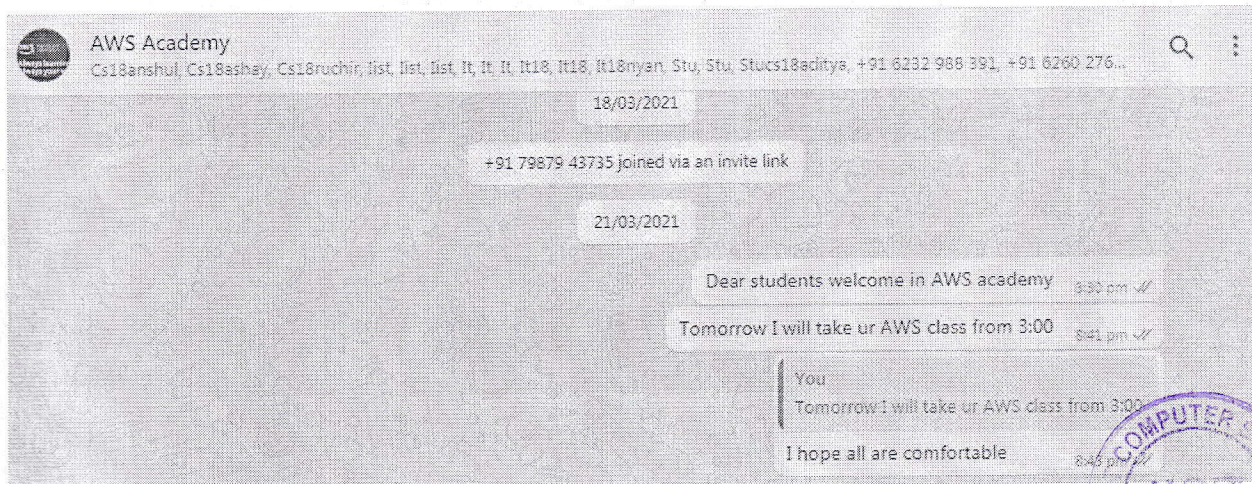 AWS Academy
Cs18anshul, Cs18ashay, Cs18ruchir, Iist, Iist, Iist, It, It, It, It18, It18, It18nyan, Stu, Stu, Stucs18aditya, +91 6232 988 391, +91 6260 276...
18/03/2021
+91 79879 43735 joined via an invite link
21/03/2021
Dear students welcome in AWS academy
Tomorrow I will take ur AWS class from 3:00 8:41 pm
You
Tomorrow I will take ur AWS class from 3:00
I hope all are comfortable 8:43 pm
COMPUTER